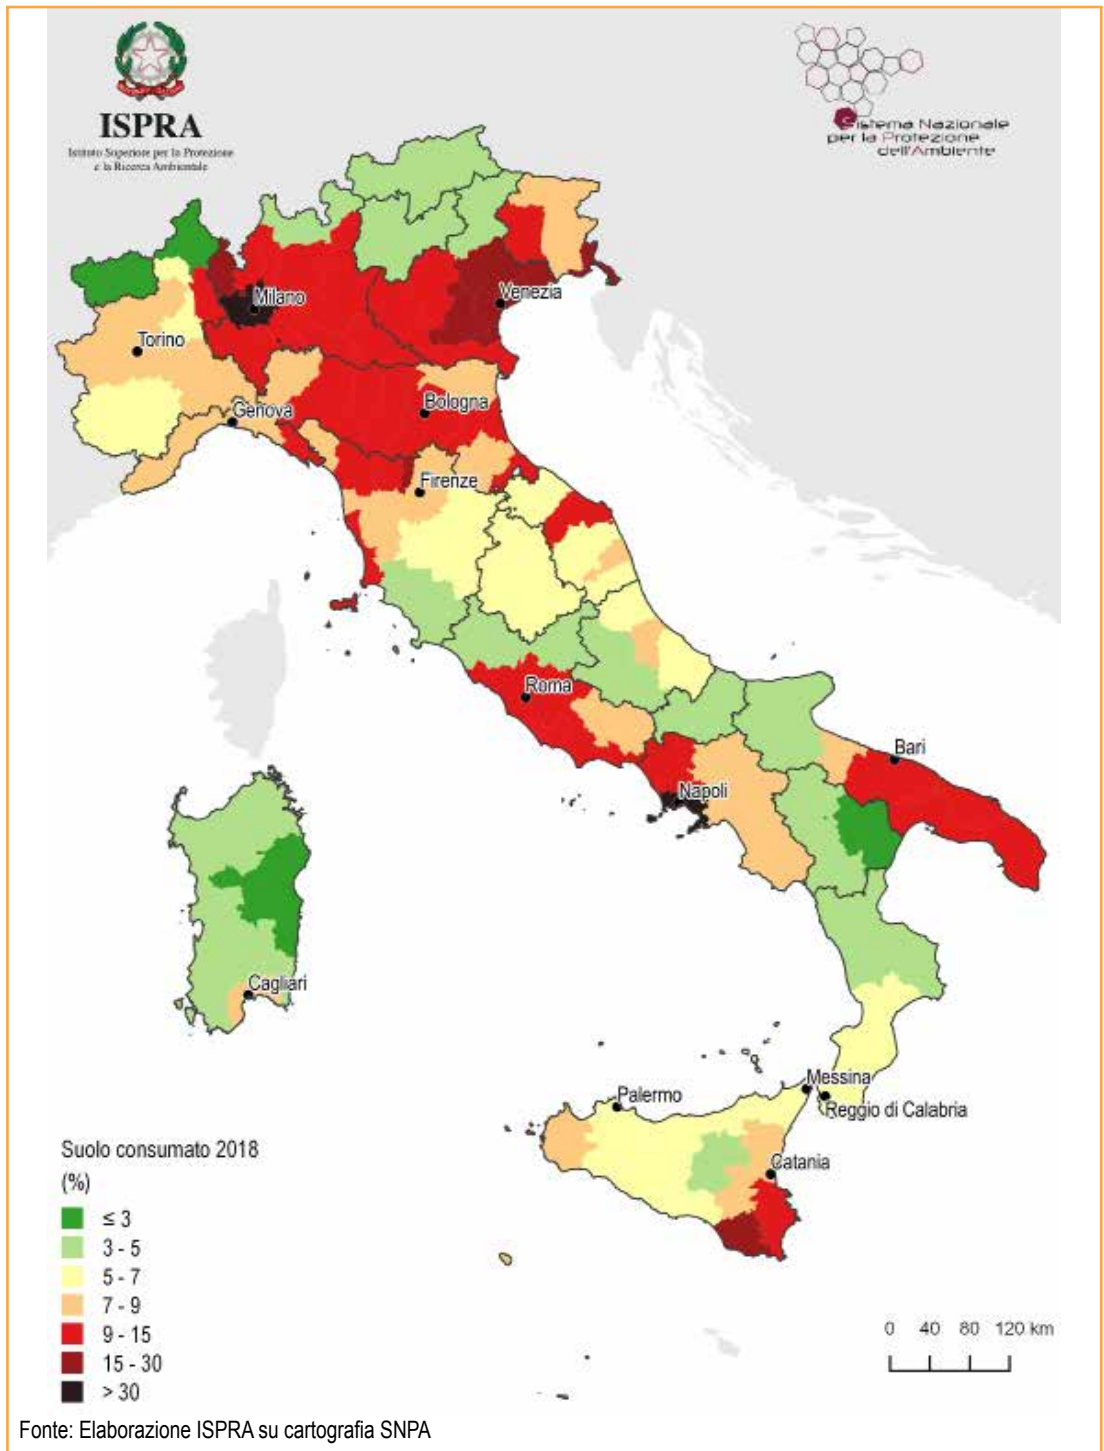 ISPRA
Istituto Superiore per la Protezione
e la Ricerca Ambientale
Sistema Nazionale
per la Protezione
dell'Ambiente
Milano
Venezia
Torino
Genova
Bologna
Firenze
Roma
Napoli
Bari
Cagliari
Messina
Palermo
Reggio di Calabria
Catania
Suolo consumato 2018
(%)
≤ 3
3 - 5
5 - 7
7 - 9
9 - 15
15 - 30
> 30
0 40 80 120 km
Fonte: Elaborazione ISPRA su cartografia SNPA